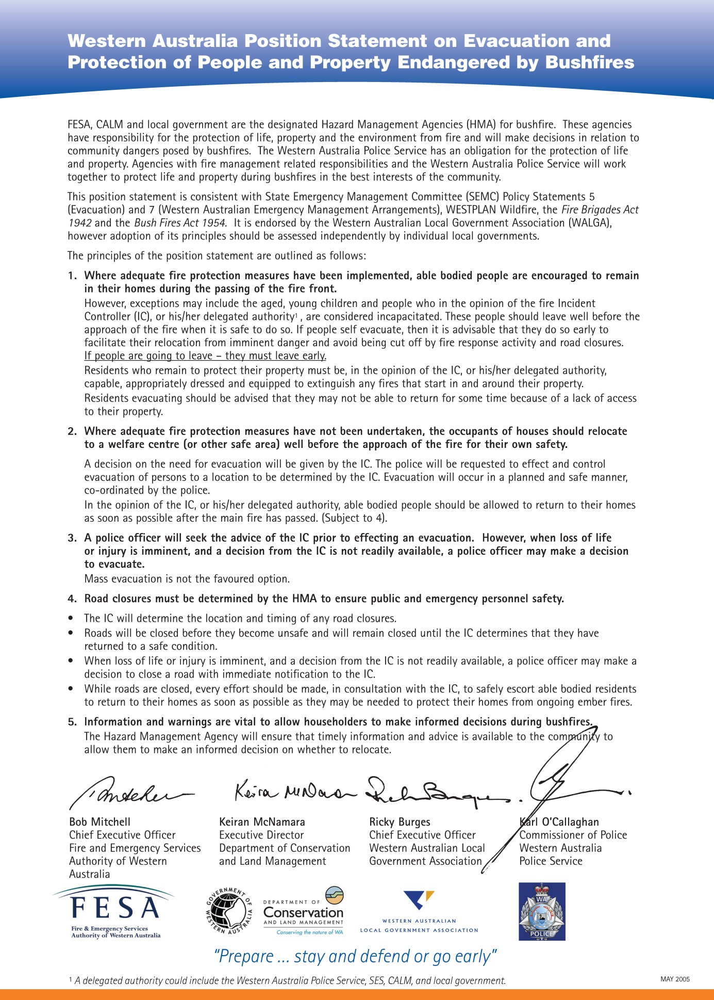 Western Australia Position Statement on Evacuation and
Protection of People and Property Endangered by Bushfires
FESA, CALM and local government are the designated Hazard Management Agencies (HMA) for bushfire. These agencies
have responsibility for the protection of life, property and the environment from fire and will make decisions in relation to
community dangers posed by bushfires. The Western Australia Police Service has an obligation for the protection of life
and property. Agencies with fire management related responsibilities and the Western Australia Police Service will work
together to protect life and property during bushfires in the best interests of the community.
This position statement is consistent with State Emergency Management Committee (SEMC) Policy Statements 5
(Evacuation) and 7 (Western Australian Emergency Management Arrangements), WESTPLAN Wildfire, the Fire Brigades Act
1942 and the Bush Fires Act 1954. It is endorsed by the Western Australian Local Government Association (WALGA),
however adoption of its principles should be assessed independently by individual local governments.
The principles of the position statement are outlined as follows:
1. Where adequate fire protection measures have been implemented, able bodied people are encouraged to remain
in their homes during the passing of the fire front.
However, exceptions may include the aged, young children and people who in the opinion of the fire Incident
Controller (IC), or his/her delegated authority¹ , are considered incapacitated. These people should leave well before the
approach of the fire when it is safe to do so. If people self evacuate, then it is advisable that they do so early to
facilitate their relocation from imminent danger and avoid being cut off by fire response activity and road closures.
If people are going to leave – they must leave early.
Residents who remain to protect their property must be, in the opinion of the IC, or his/her delegated authority,
capable, appropriately dressed and equipped to extinguish any fires that start in and around their property.
Residents evacuating should be advised that they may not be able to return for some time because of a lack of access
to their property.
2. Where adequate fire protection measures have not been undertaken, the occupants of houses should relocate
to a welfare centre (or other safe area) well before the approach of the fire for their own safety.
A decision on the need for evacuation will be given by the IC. The police will be requested to effect and control
evacuation of persons to a location to be determined by the IC. Evacuation will occur in a planned and safe manner,
co-ordinated by the police.
In the opinion of the IC, or his/her delegated authority, able bodied people should be allowed to return to their homes
as soon as possible after the main fire has passed. (Subject to 4).
3. A police officer will seek the advice of the IC prior to effecting an evacuation. However, when loss of life
or injury is imminent, and a decision from the IC is not readily available, a police officer may make a decision
to evacuate.
Mass evacuation is not the favoured option.
4. Road closures must be determined by the HMA to ensure public and emergency personnel safety.
• The IC will determine the location and timing of any road closures.
• Roads will be closed before they become unsafe and will remain closed until the IC determines that they have
returned to a safe condition.
• When loss of life or injury is imminent, and a decision from the IC is not readily available, a police officer may make a
decision to close a road with immediate notification to the IC.
• While roads are closed, every effort should be made, in consultation with the IC, to safely escort able bodied residents
to return to their homes as soon as possible as they may be needed to protect their homes from ongoing ember fires.
5. Information and warnings are vital to allow householders to make informed decisions during bushfires.
The Hazard Management Agency will ensure that timely information and advice is available to the community to
allow them to make an informed decision on whether to relocate.
Bob Mitchell
Chief Executive Officer
Fire and Emergency Services
Authority of Western
Australia
Keiran McNamara
Executive Director
Department of Conservation
and Land Management
Ricky Burges
Chief Executive Officer
Western Australian Local
Government Association
Karl O'Callaghan
Commissioner of Police
Western Australia
Police Service
FESA
Fire & Emergency Services
Authority of Western Australia
GOVERNMENT OF
WESTERN AUSTRALIA
DEPARTMENT OF
Conservation
AND LAND MANAGEMENT
Conserving the nature of WA
WESTERN AUSTRALIAN
LOCAL GOVERNMENT ASSOCIATION
WA
POLICE
“Prepare ... stay and defend or go early”
¹ A delegated authority could include the Western Australia Police Service, SES, CALM, and local government.
MAY 2005